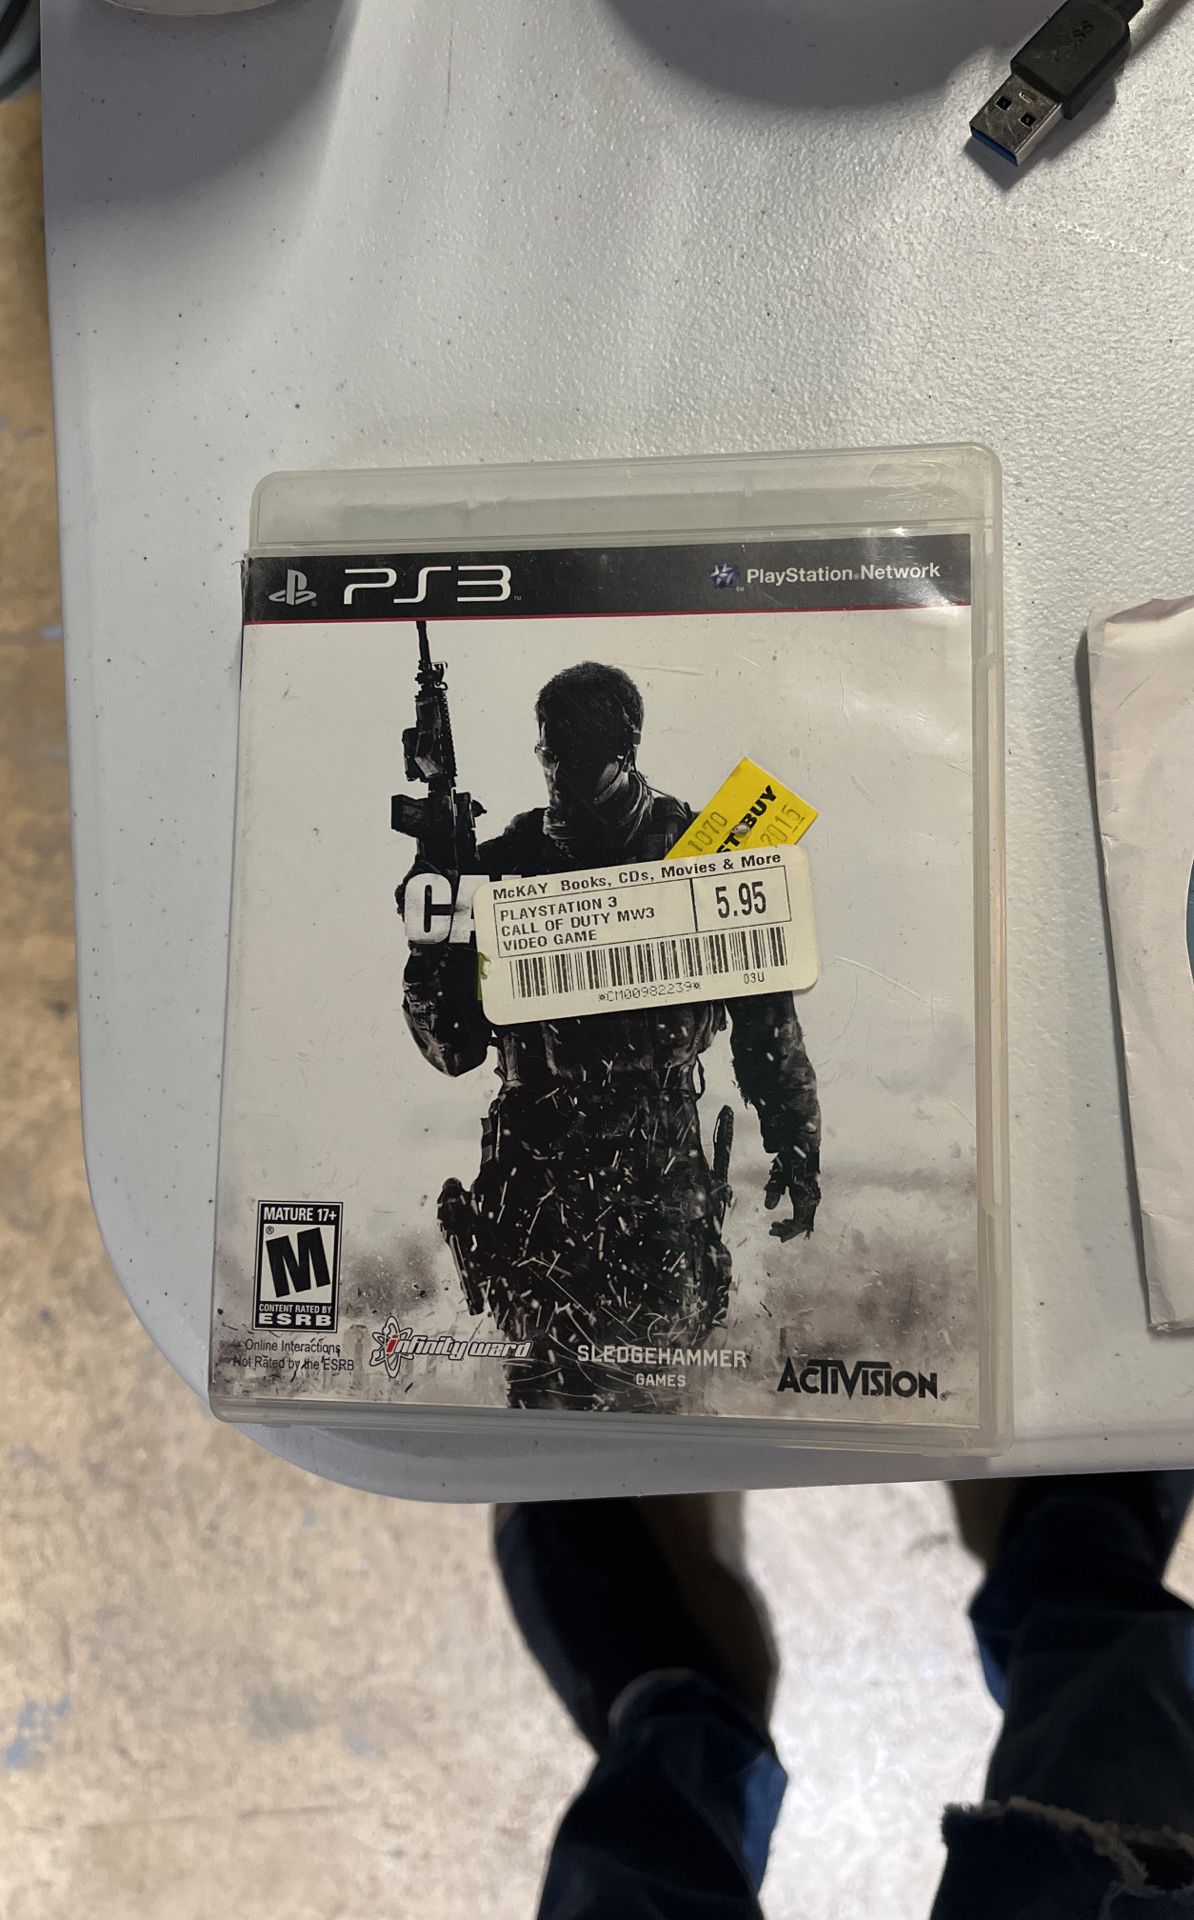 PS3
PlayStation Network
1070
ST BUY
2015
CA
McKAY Books, CDs, Movies & More
PLAYSTATION 3
CALL OF DUTY MW3
VIDEO GAME
5.95
03U
*CM00982239*
MATURE 17+
M
CONTENT RATED BY
ESRB
Online Interactions
Not Rated by the ESRB
infinity ward
SLEDGEHAMMER
GAMES
ACTIVISION